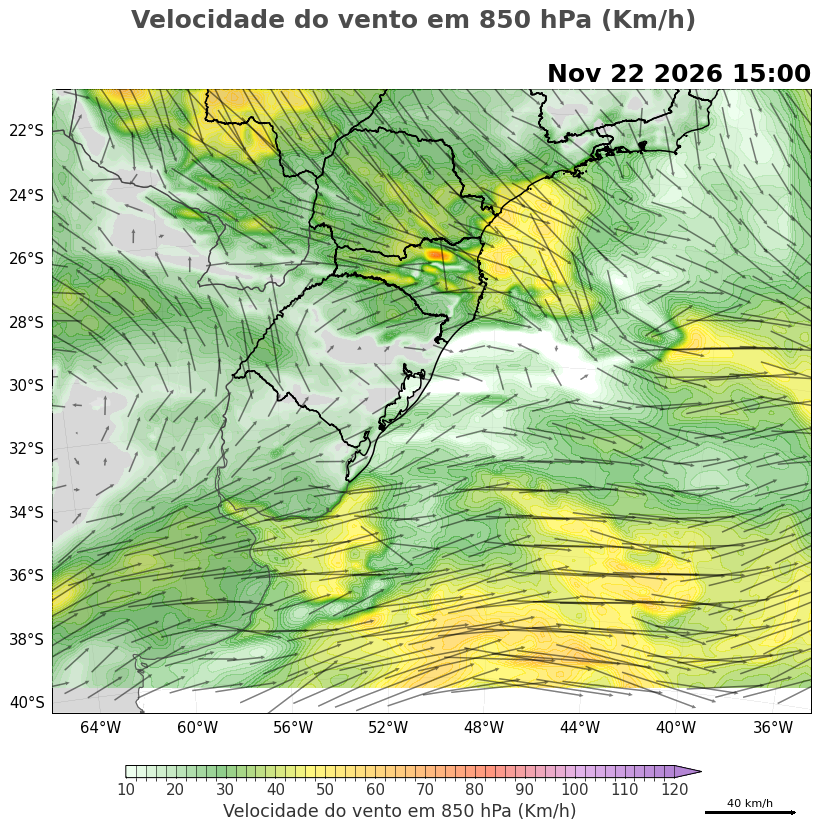 Velocidade do vento em 850 hPa (Km/h)
Nov 22 2026 15:00
22°S
24°S
26°S
28°S
30°S
32°S
34°S
36°S
38°S
40°S
64°W 60°W 56°W 52°W 48°W 44°W 40°W 36°W
10 20 30 40 50 60 70 80 90 100 110 120
Velocidade do vento em 850 hPa (Km/h)
40 km/h